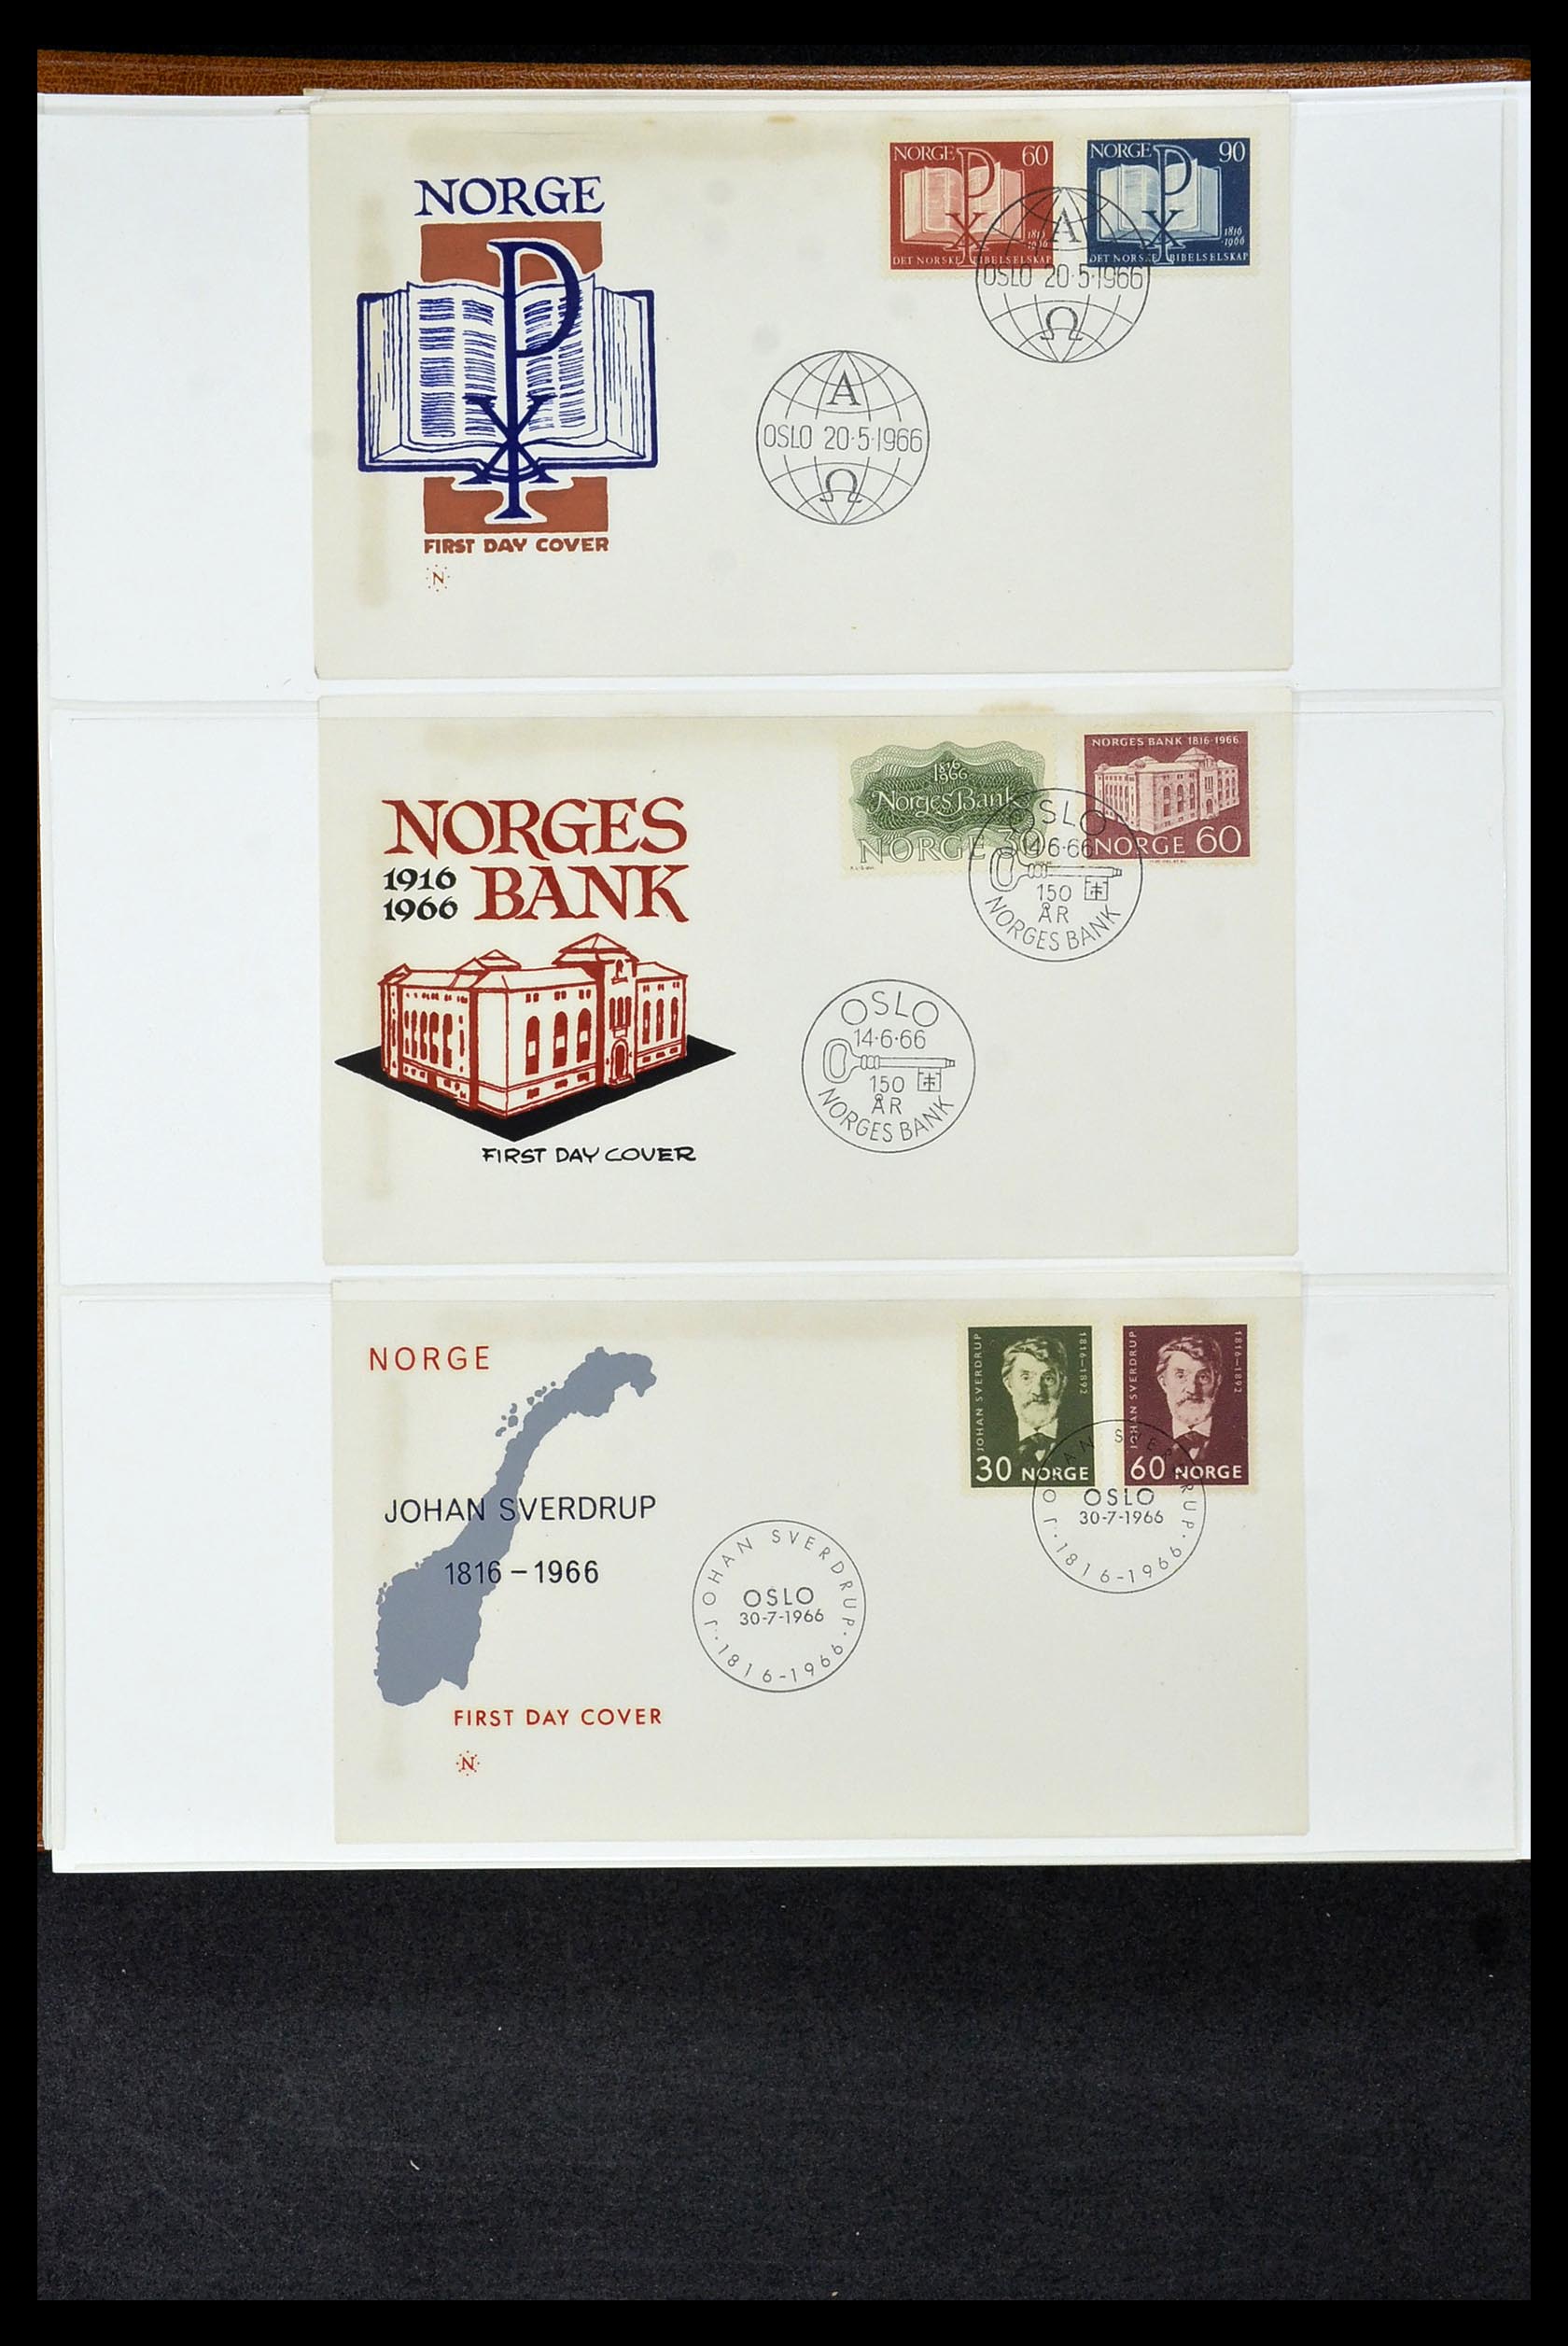 NORGE
FIRST DAY COVER
N
NORGE 60
1816
1966
DET NORSKE BIBELSELSKAP
NORGE 90
1816
1966
DET NORSKE BIBELSELSKAP
A
OSLO 20·5·1966
Ω
A
OSLO 20·5·1966
Ω
NORGES
1916
1966 BANK
FIRST DAY COVER
1816
1966
Norges Bank
NORGE 30
NORGES BANK 1816-1966
NORGE 60
OSLO
14·6·66
150
ÅR
NORGES BANK
OSLO
14·6·66
150
ÅR
NORGES BANK
NORGE
JOHAN SVERDRUP
1816 – 1966
FIRST DAY COVER
N
JOHAN SVERDRUP
1816–1892
30 NORGE
JOHAN SVERDRUP
1816–1892
60 NORGE
JOHAN SVERDRUP
OSLO
30-7-1966
·1816-1966·
JOHAN SVERDRUP
OSLO
30-7-1966
·1816-1966·